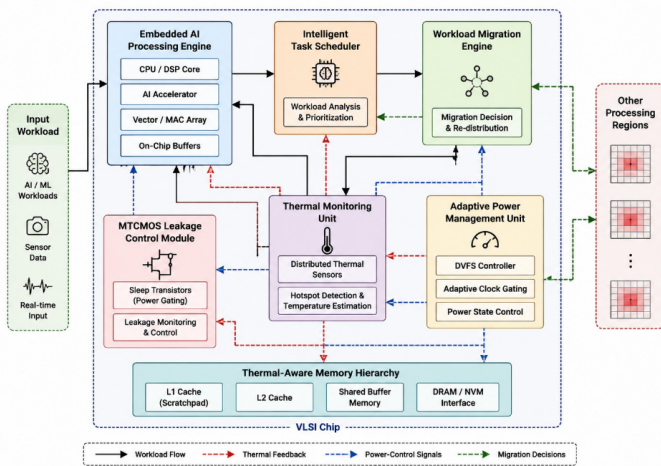 Input
Workload
AI / ML
Workloads
Sensor
Data
Real-time
Input
Embedded AI
Processing Engine
CPU / DSP Core
AI Accelerator
Vector / MAC Array
On-Chip Buffers
Intelligent
Task Scheduler
Workload Analysis
& Prioritization
Workload Migration
Engine
Migration Decision
& Re-distribution
Other
Processing
Regions
MTCMOS Leakage
Control Module
Sleep Transistors
(Power Gating)
Leakage Monitoring
& Control
Thermal Monitoring
Unit
Distributed Thermal
Sensors
Hotspot Detection &
Temperature Estimation
Adaptive Power
Management Unit
DVFS Controller
Adaptive Clock Gating
Power State Control
Thermal-Aware Memory Hierarchy
L1 Cache
(Scratchpad)
L2 Cache
Shared Buffer
Memory
DRAM / NVM
Interface
VLSI Chip
Workload Flow
Thermal Feedback
Power-Control Signals
Migration Decisions